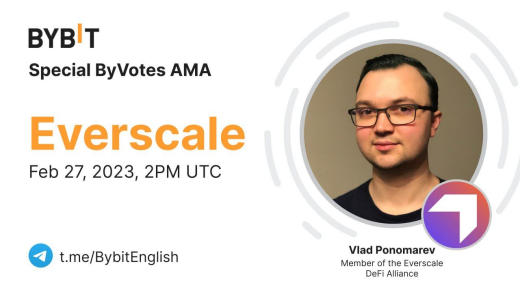 BYBIT
Special ByVotes AMA
Everscale
Feb 27, 2023, 2PM UTC
t.me/BybitEnglish
Vlad Ponomarev
Member of the Everscale
DeFi Alliance